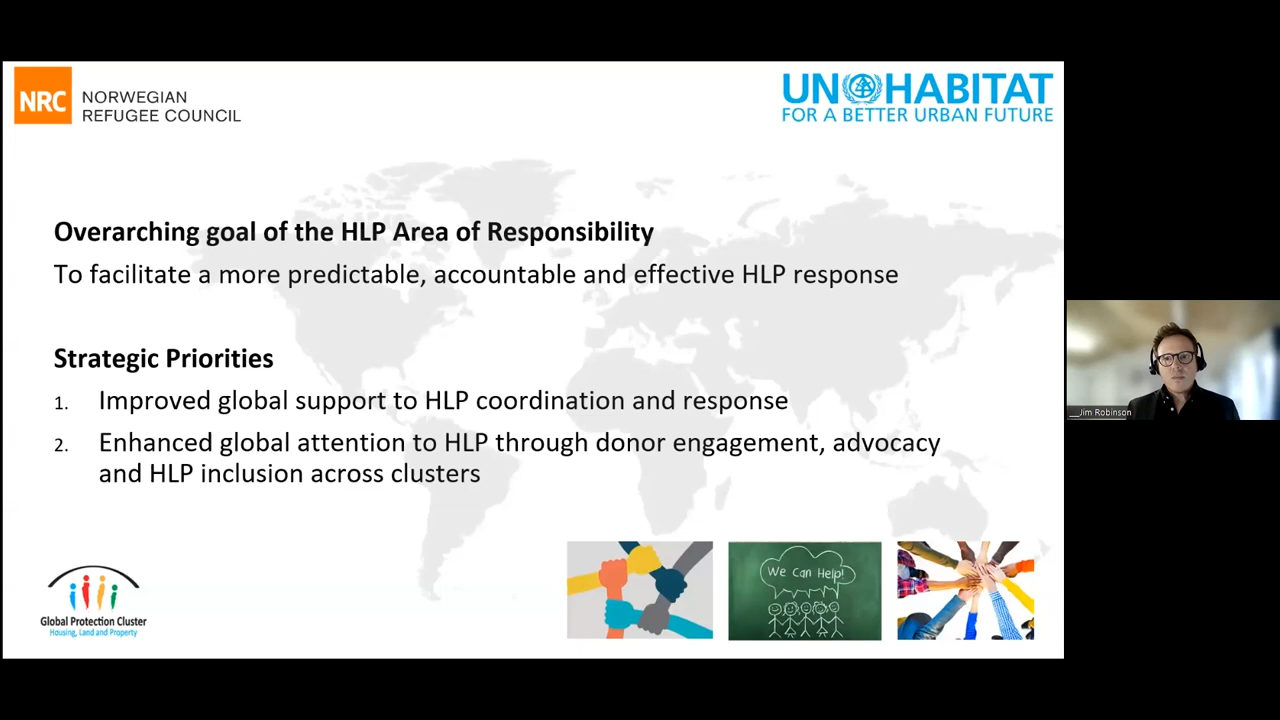 NRC
NORWEGIAN
REFUGEE COUNCIL
UN HABITAT
FOR A BETTER URBAN FUTURE
Overarching goal of the HLP Area of Responsibility
To facilitate a more predictable, accountable and effective HLP response
Strategic Priorities
1. Improved global support to HLP coordination and response
2. Enhanced global attention to HLP through donor engagement, advocacy
and HLP inclusion across clusters
We Can Help!
Global Protection Cluster
Housing, Land and Property
__Jim Robinson